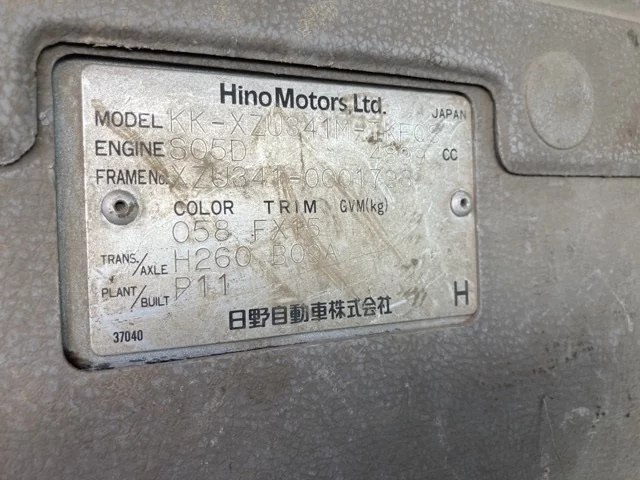 Hino Motors, Ltd.
JAPAN
MODEL KK-XZU341M-
ENGINE S05D CC
FRAME No. XZU341-
COLOR TRIM GVM(kg)
058
TRANS./AXLE H260
PLANT/BUILT P11
H
日野自動車株式会社
37040